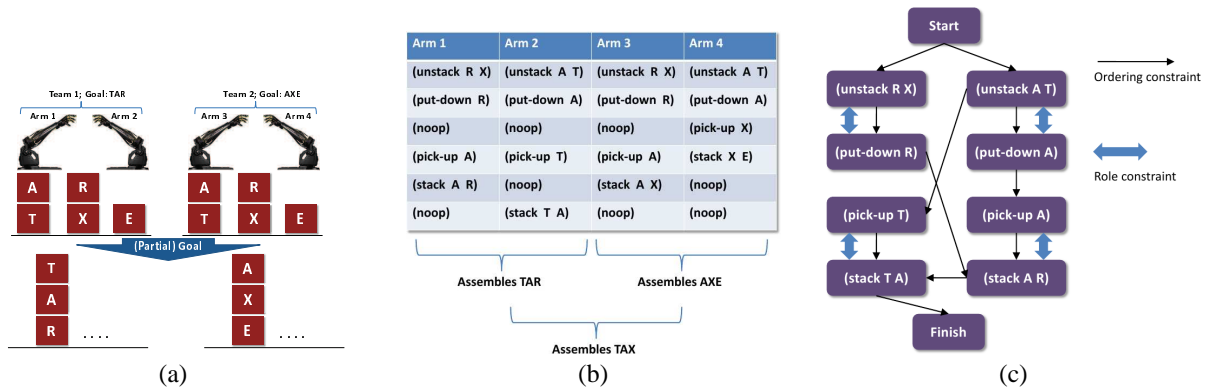 Team 1; Goal: TAR
Team 2; Goal: AXE
Arm 1
Arm 2
Arm 3
Arm 4
A R
T X E
A R
T X E
(Partial) Goal
T
A
R
. . . .
A
X
E
. . . .
(a)
Arm 1 Arm 2 Arm 3 Arm 4
(unstack R X) (unstack A T) (unstack R X) (unstack A T)
(put-down R) (put-down A) (put-down R) (put-down A)
(noop) (noop) (noop) (pick-up X)
(pick-up A) (pick-up T) (pick-up A) (stack X E)
(stack A R) (noop) (stack A X) (noop)
(noop) (stack T A) (noop) (noop)
Assembles TAR
Assembles AXE
Assembles TAX
(b)
Start
(unstack R X)
(unstack A T)
(put-down R)
(put-down A)
(pick-up T)
(pick-up A)
(stack T A)
(stack A R)
Finish
Ordering constraint
Role constraint
(c)